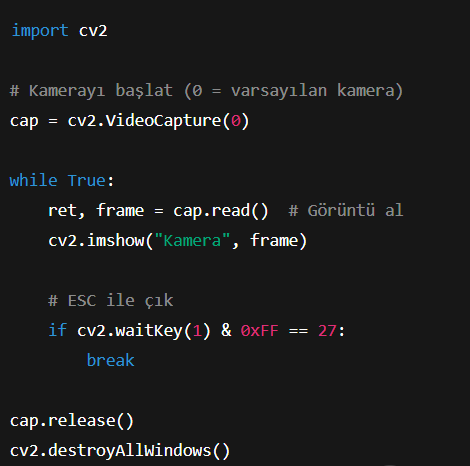 import cv2
# Kamerayı başlat (0 = varsayılan kamera)
cap = cv2.VideoCapture(0)
while True:
    ret, frame = cap.read()  # Görüntü al
    cv2.imshow("Kamera", frame)
    # ESC ile çık
    if cv2.waitKey(1) & 0xFF == 27:
        break
cap.release()
cv2.destroyAllWindows()